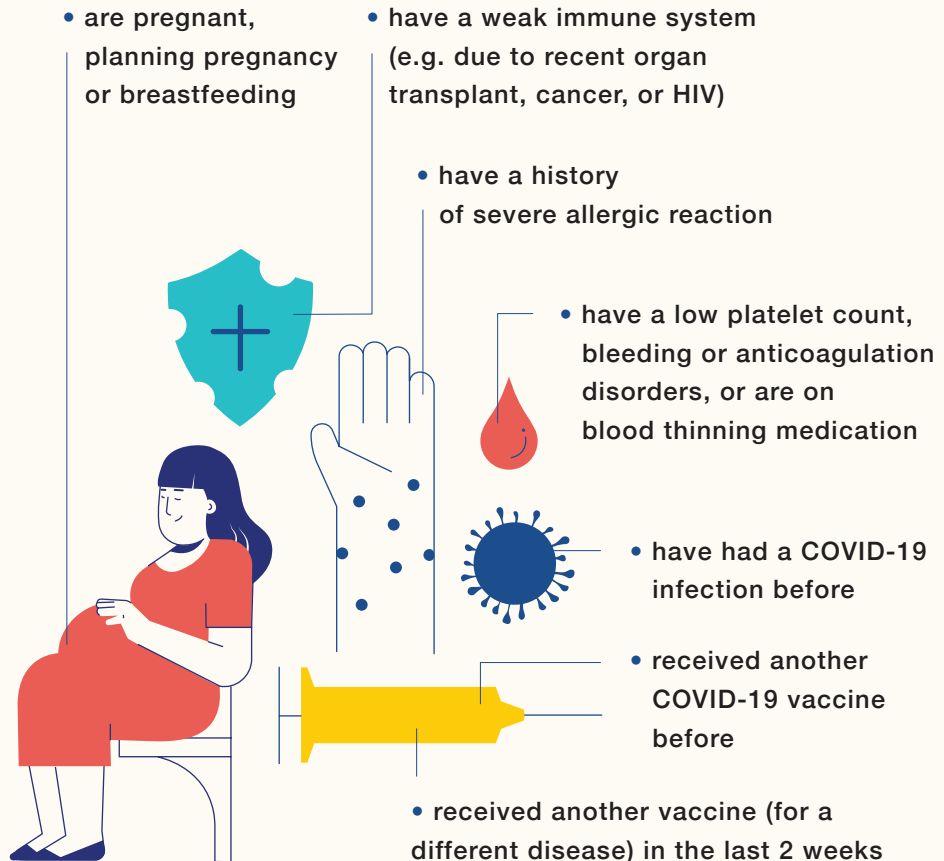 • are pregnant,
planning pregnancy
or breastfeeding
• have a weak immune system
(e.g. due to recent organ
transplant, cancer, or HIV)
• have a history
of severe allergic reaction
• have a low platelet count,
bleeding or anticoagulation
disorders, or are on
blood thinning medication
• have had a COVID-19
infection before
• received another
COVID-19 vaccine
before
• received another vaccine (for a
different disease) in the last 2 weeks